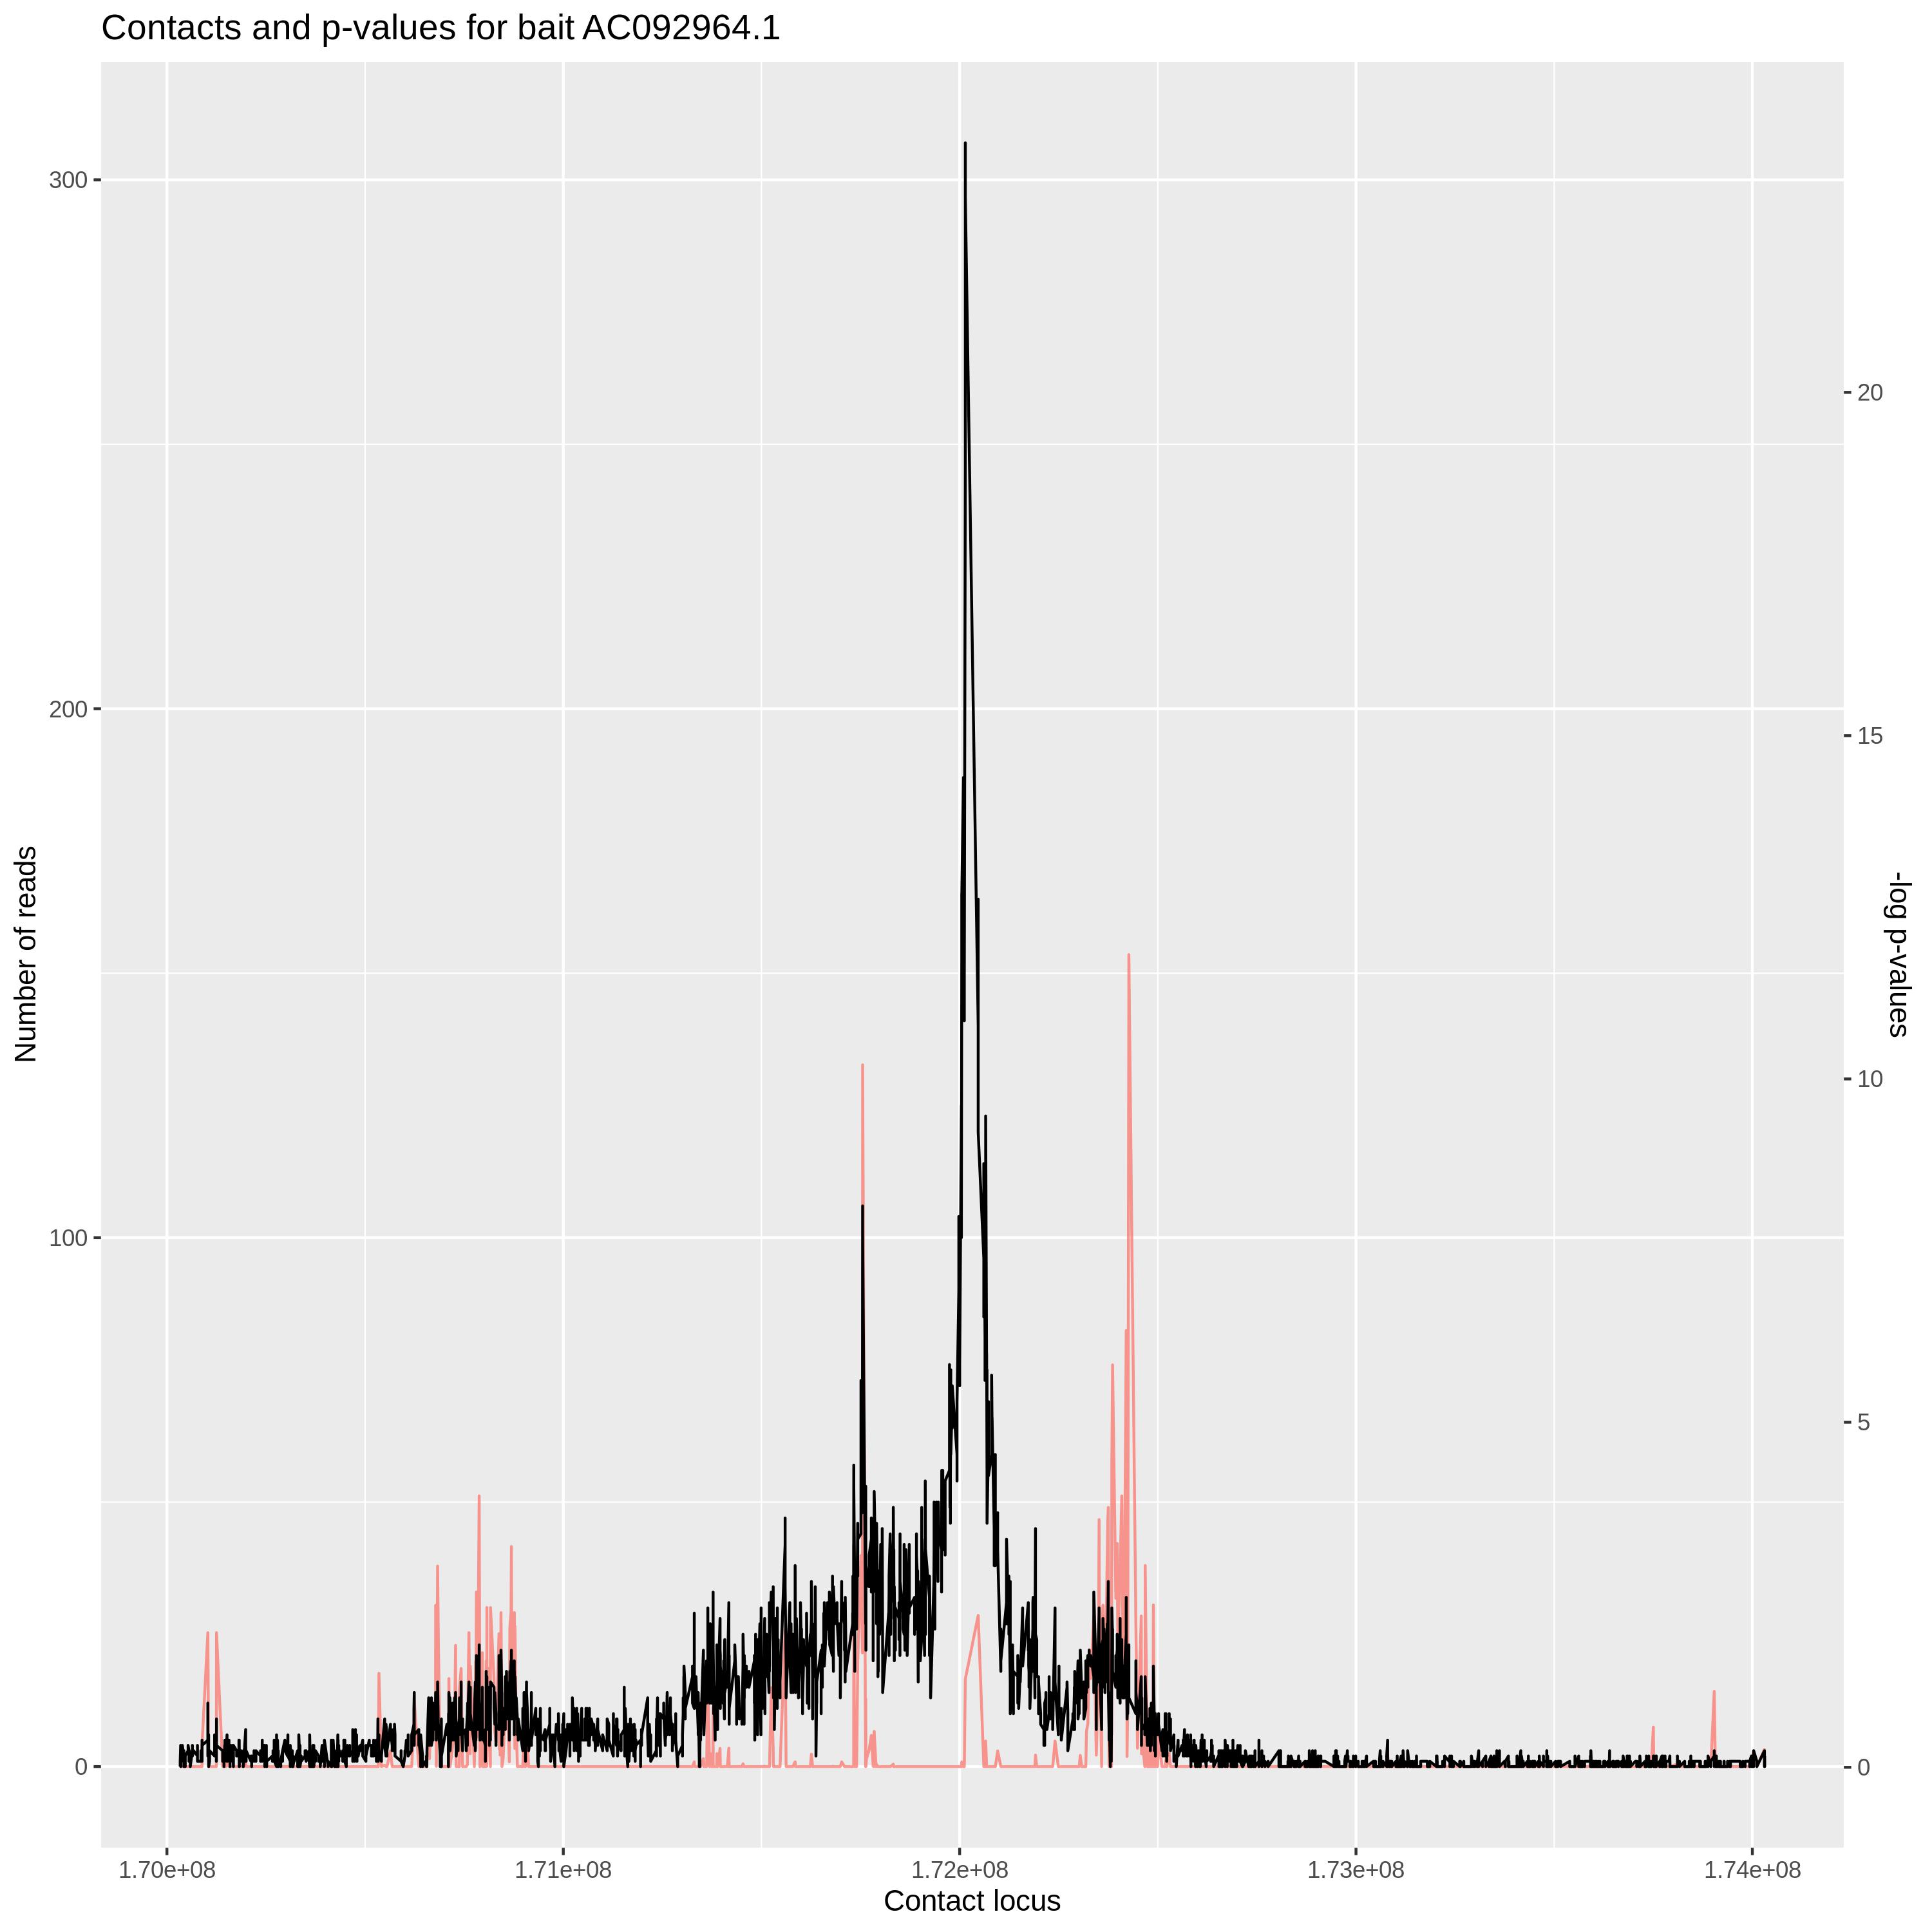 Contacts and p-values for bait AC092964.1
300
200
100
0
Number of reads
20
15
10
5
0
-log p-values
1.70e+08 1.71e+08 1.72e+08 1.73e+08 1.74e+08
Contact locus